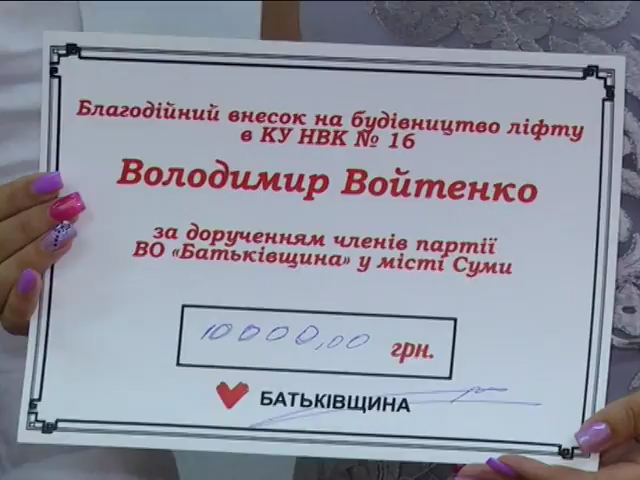 Благодійний внесок на будівництво ліфту
в КУ НВК № 16
Володимир Войтенко
за дорученням членів партії
ВО «Батьківщина» у місті Суми
10000,00 грн.
БАТЬКІВЩИНА